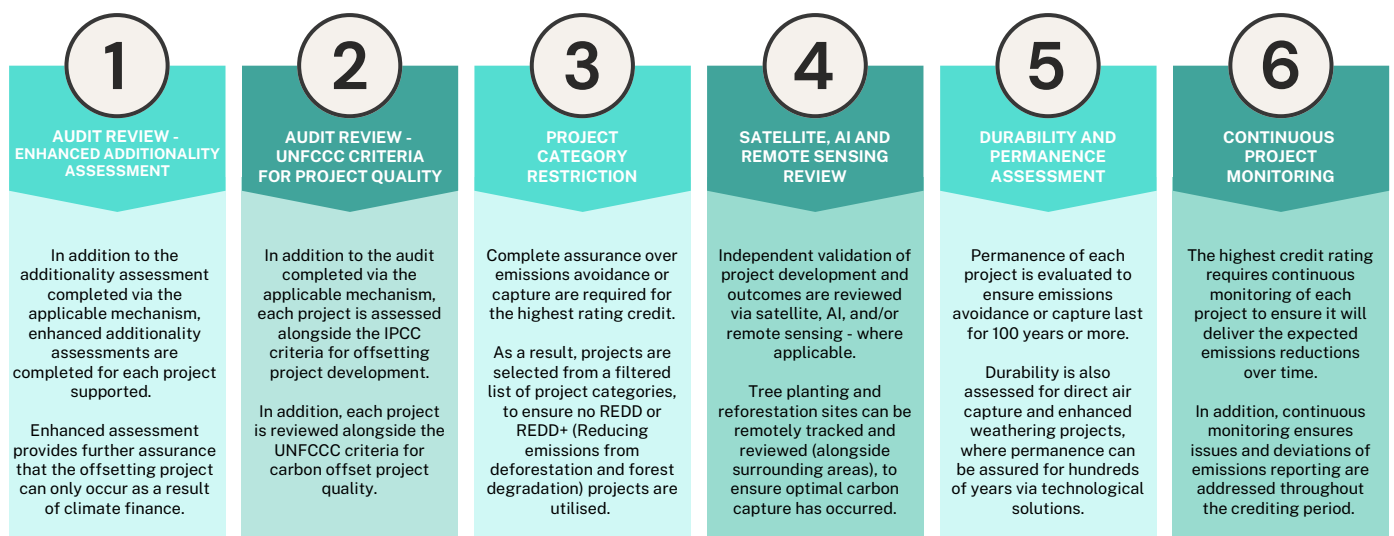 1
AUDIT REVIEW -
ENHANCED ADDITIONALITY
ASSESSMENT
In addition to the
additionality assessment
completed via the
applicable mechanism,
enhanced additionality
assessments are
completed for each project
supported.
Enhanced assessment
provides further assurance
that the offsetting project
can only occur as a result
of climate finance.
2
AUDIT REVIEW -
UNFCCC CRITERIA
FOR PROJECT QUALITY
In addition to the audit
completed via the
applicable mechanism,
each project is assessed
alongside the IPCC
criteria for offsetting
project development.
In addition, each project
is reviewed alongside the
UNFCCC criteria for
carbon offset project
quality.
3
PROJECT
CATEGORY
RESTRICTION
Complete assurance over
emissions avoidance or
capture are required for
the highest rating credit.
As a result, projects are
selected from a filtered
list of project categories,
to ensure no REDD or
REDD+ (Reducing
emissions from
deforestation and forest
degradation) projects are
utilised.
4
SATELLITE, AI AND
REMOTE SENSING
REVIEW
Independent validation of
project development and
outcomes are reviewed
via satellite, AI, and/or
remote sensing - where
applicable.
Tree planting and
reforestation sites can be
remotely tracked and
reviewed (alongside
surrounding areas), to
ensure optimal carbon
capture has occurred.
5
DURABILITY AND
PERMANENCE
ASSESSMENT
Permanence of each
project is evaluated to
ensure emissions
avoidance or capture last
for 100 years or more.
Durability is also
assessed for direct air
capture and enhanced
weathering projects,
where permanence can
be assured for hundreds
of years via technological
solutions.
6
CONTINUOUS
PROJECT
MONITORING
The highest credit rating
requires continuous
monitoring of each
project to ensure it will
deliver the expected
emissions reductions
over time.
In addition, continuous
monitoring ensures
issues and deviations of
emissions reporting are
addressed throughout
the crediting period.